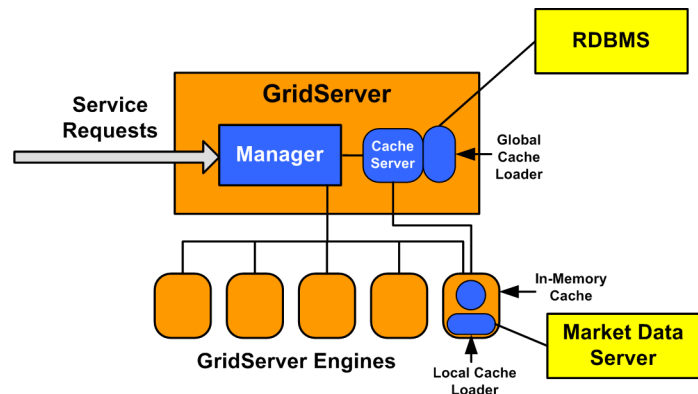 RDBMS
GridServer
Service
Requests
Manager
Cache
Server
Global
Cache
Loader
In-Memory
Cache
Market Data
Server
GridServer Engines
Local Cache
Loader